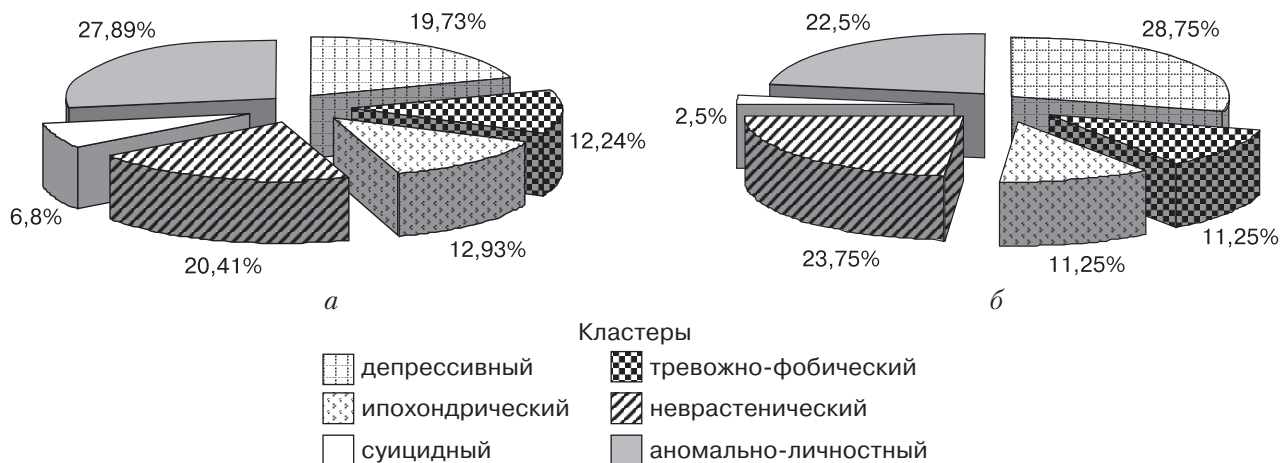 27,89%
19,73%
12,24%
12,93%
20,41%
6,8%
а
22,5%
28,75%
2,5%
11,25%
11,25%
23,75%
б
Кластеры
депрессивный
тревожно-фобический
ипохондрический
неврастенический
суицидный
аномально-личностный